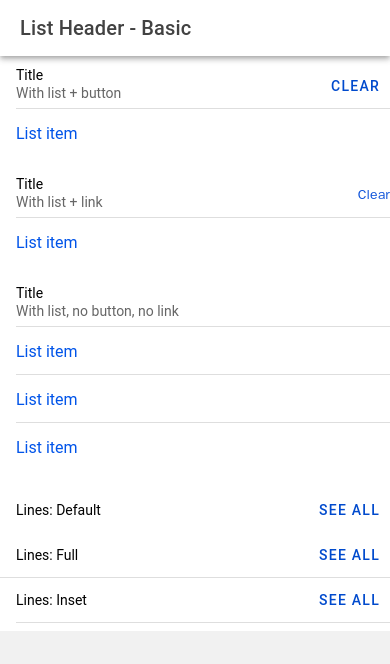 List Header - Basic
Title
With list + button
CLEAR
List item
Title
With list + link
Clear
List item
Title
With list, no button, no link
List item
List item
List item
Lines: Default
SEE ALL
Lines: Full
SEE ALL
Lines: Inset
SEE ALL